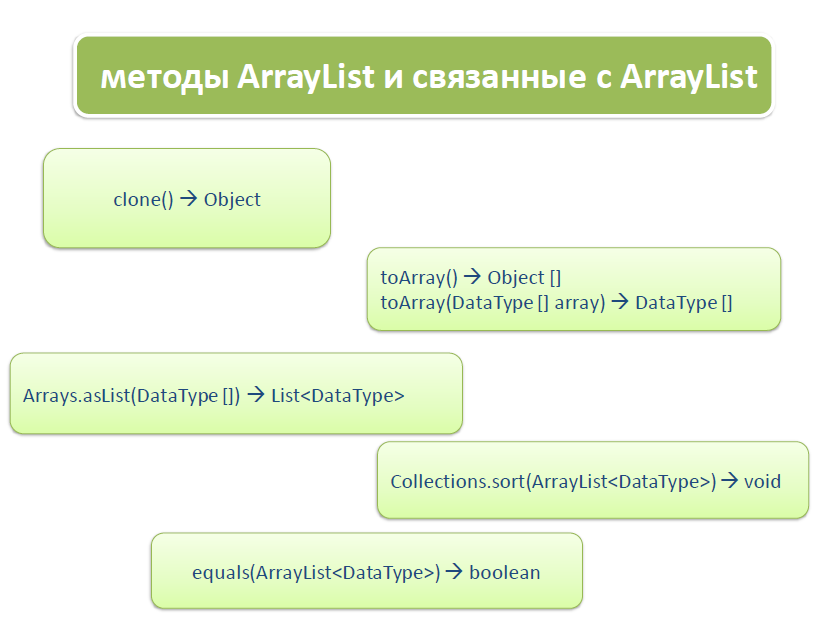 методы ArrayList и связанные с ArrayList
clone() → Object
toArray() → Object []
toArray(DataType [] array) → DataType []
Arrays.asList(DataType []) → List<DataType>
Collections.sort(ArrayList<DataType>) → void
equals(ArrayList<DataType>) → boolean